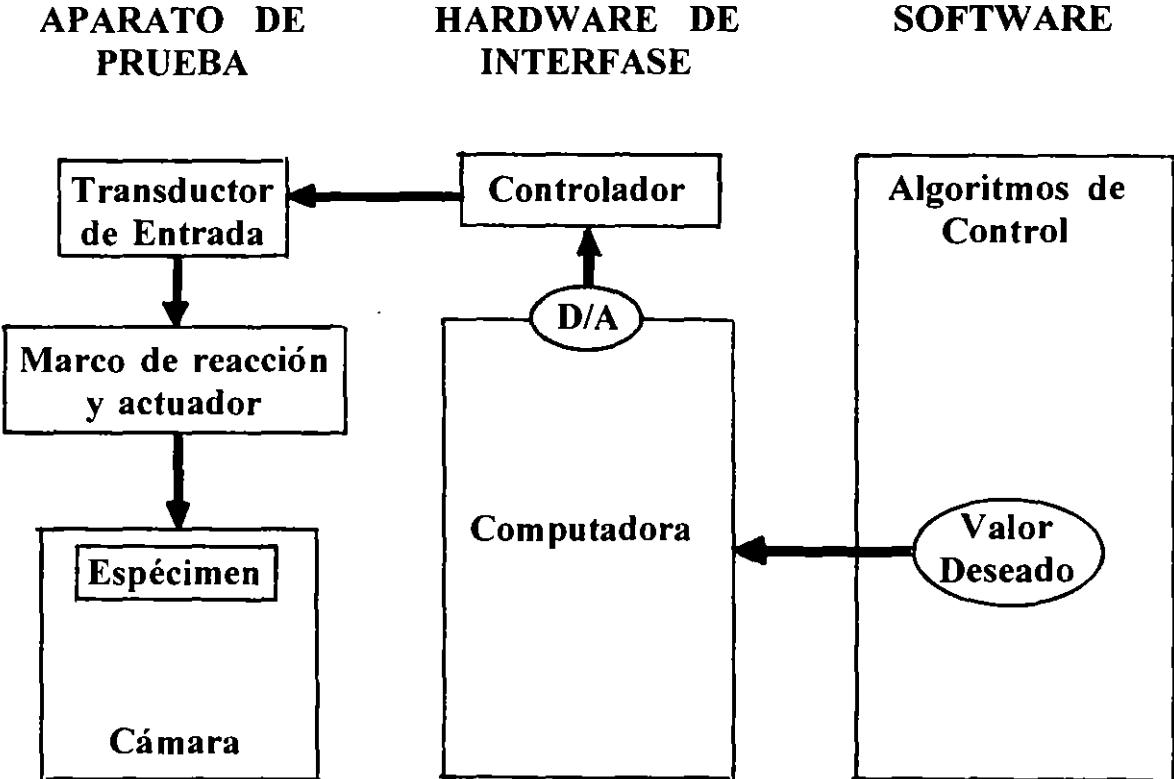 APARATO DE
PRUEBA
HARDWARE DE
INTERFASE
SOFTWARE
Transductor
de Entrada
Controlador
Algoritmos de
Control
D/A
Marco de reacción
y actuador
Computadora
Valor
Deseado
Espécimen
Cámara